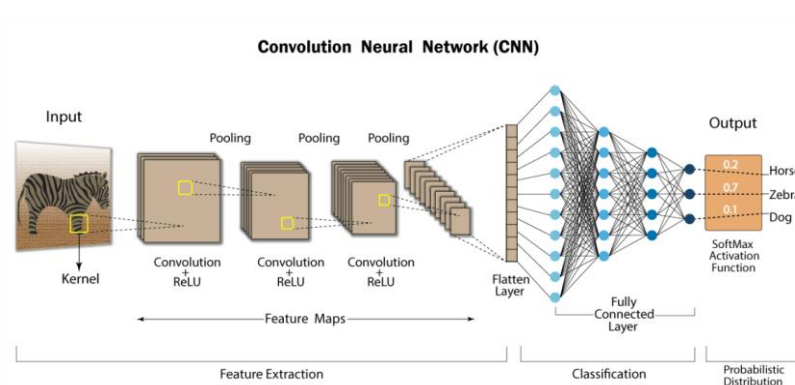 Convolution Neural Network (CNN)
Input
Pooling
Pooling
Pooling
Output
0.2
Horse
0.7
Zebra
0.1
Dog
SoftMax
Activation
Function
Kernel
Convolution
+
ReLU
Convolution
+
ReLU
Convolution
+
ReLU
Flatten
Layer
Fully
Connected
Layer
Feature Maps
Feature Extraction
Classification
Probabilistic
Distribution